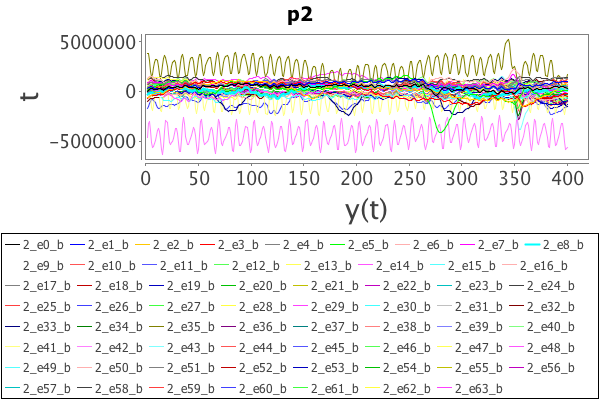 p2
5000000
0
-5000000
t
0 50 100 150 200 250 300 350 400
y(t)
2_e0_b 2_e1_b 2_e2_b 2_e3_b 2_e4_b 2_e5_b 2_e6_b 2_e7_b 2_e8_b
2_e9_b 2_e10_b 2_e11_b 2_e12_b 2_e13_b 2_e14_b 2_e15_b 2_e16_b
2_e17_b 2_e18_b 2_e19_b 2_e20_b 2_e21_b 2_e22_b 2_e23_b 2_e24_b
2_e25_b 2_e26_b 2_e27_b 2_e28_b 2_e29_b 2_e30_b 2_e31_b 2_e32_b
2_e33_b 2_e34_b 2_e35_b 2_e36_b 2_e37_b 2_e38_b 2_e39_b 2_e40_b
2_e41_b 2_e42_b 2_e43_b 2_e44_b 2_e45_b 2_e46_b 2_e47_b 2_e48_b
2_e49_b 2_e50_b 2_e51_b 2_e52_b 2_e53_b 2_e54_b 2_e55_b 2_e56_b
2_e57_b 2_e58_b 2_e59_b 2_e60_b 2_e61_b 2_e62_b 2_e63_b